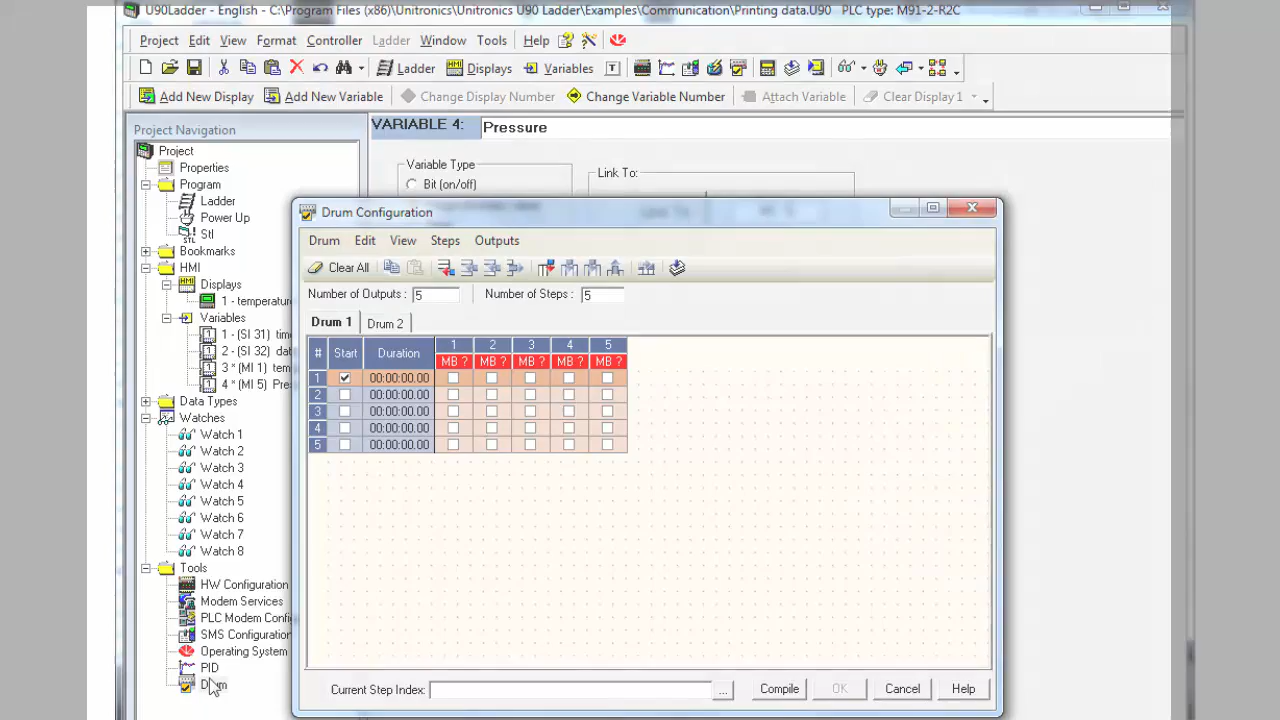 U90Ladder - English - C:\Program Files (x86)\Unitronics\Unitronics U90 Ladder\Examples\Communication\Printing data.U90   PLC type: M91-2-R2C
Project Edit View Format Controller Ladder Window Tools Help
Ladder Displays Variables T
Add New Display Add New Variable Change Display Number Change Variable Number Attach Variable Clear Display 1
Project Navigation
VARIABLE 4: Pressure
Project
Properties
Program
Ladder
Power Up
Stl
Bookmarks
HMI
Displays
1 - temperature
Variables
1 - (SI 31) time
2 - (SI 32) dat
3 * (MI 1) Te
4 * (MI 5) Pres
Data Types
Watches
Watch 1
Watch 2
Watch 3
Watch 4
Watch 5
Watch 6
Watch 7
Watch 8
Tools
HW Configuration
Modem Services
PLC Modem Confi
SMS Configuration
Operating System
PID
Drum
Variable Type
Bit (on/off)
Link To:
Drum Configuration
Drum Edit View Steps Outputs
Clear All
Number of Outputs : 5 Number of Steps : 5
Drum 1 Drum 2
# Start Duration 1 2 3 4 5
MB ? MB ? MB ? MB ? MB ?
1 00:00:00.00
2 00:00:00.00
3 00:00:00.00
4 00:00:00.00
5 00:00:00.00
Current Step Index: ... Compile OK Cancel Help